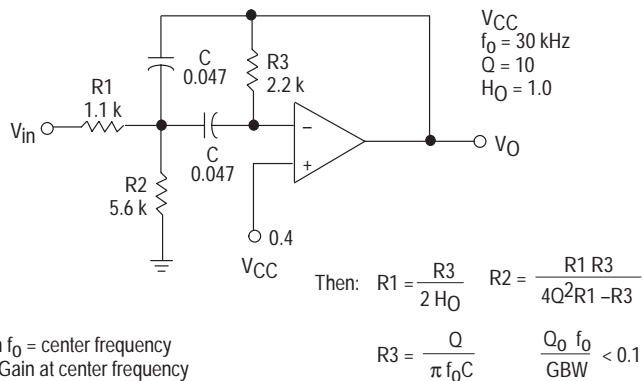 C
0.047
R3
2.2 k
VCC
f0 = 30 kHz
Q = 10
HO = 1.0
R1
1.1 k
Vin
C
0.047
−
+
VO
R2
5.6 k
0.4
VCC
Then: R1 = R3 / 2 HO R2 = R1 R3 / 4Q²R1 –R3
f0 = center frequency
Gain at center frequency
R3 = Q / π f0C Q0 f0 / GBW < 0.1